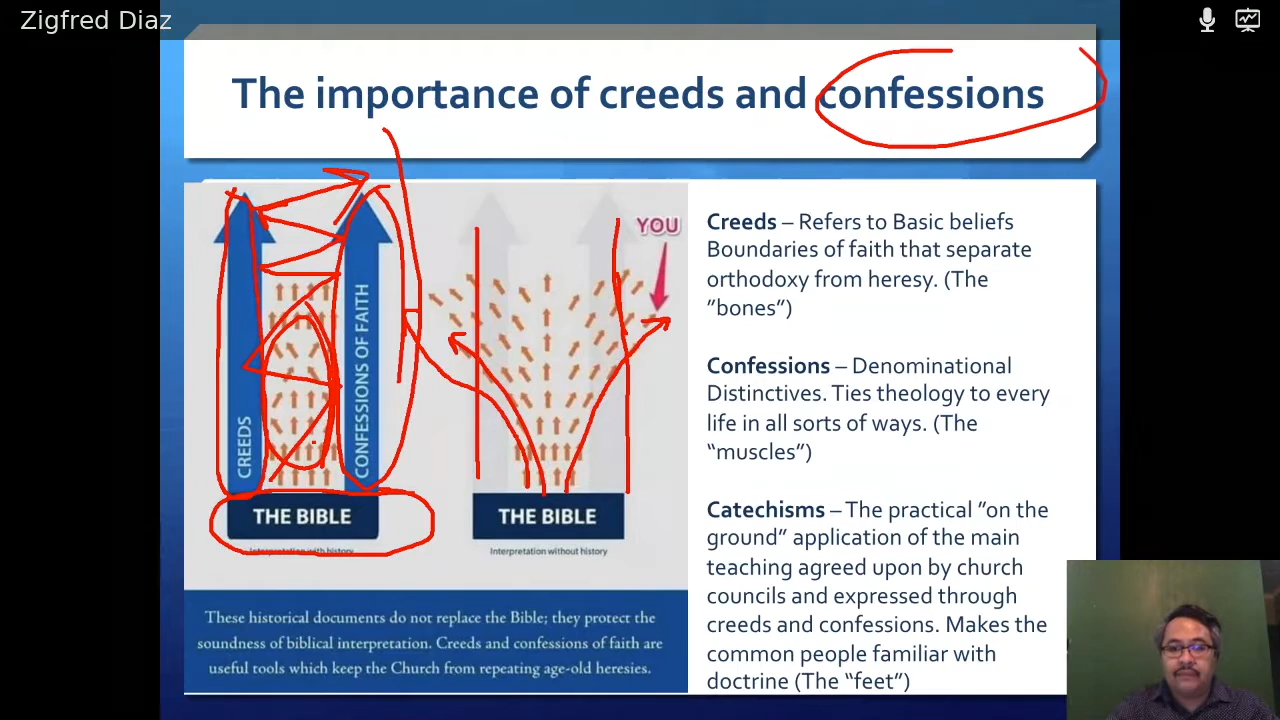 Zigfred Diaz
The importance of creeds and confessions
CREEDS
CONFESSIONS OF FAITH
THE BIBLE
Interpretation with history
YOU
THE BIBLE
Interpretation without history
These historical documents do not replace the Bible; they protect the
soundness of biblical interpretation. Creeds and confessions of faith are
useful tools which keep the Church from repeating age-old heresies.
Creeds – Refers to Basic beliefs
Boundaries of faith that separate
orthodoxy from heresy. (The
”bones”)
Confessions – Denominational
Distinctives. Ties theology to every
life in all sorts of ways. (The
“muscles”)
Catechisms – The practical ”on the
ground” application of the main
teaching agreed upon by church
councils and expressed through
creeds and confessions. Makes the
common people familiar with
doctrine (The “feet”)